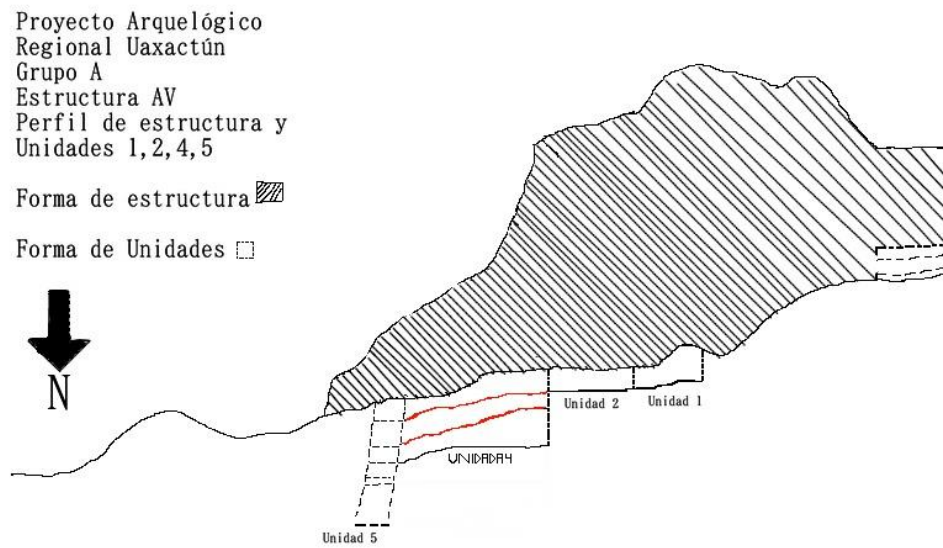 Proyecto Arquelógico
Regional Uaxactún
Grupo A
Estructura AV
Perfil de estructura y
Unidades 1,2,4,5
Forma de estructura
Forma de Unidades
N
Unidad 2
Unidad 1
UNIDADA4
Unidad 5